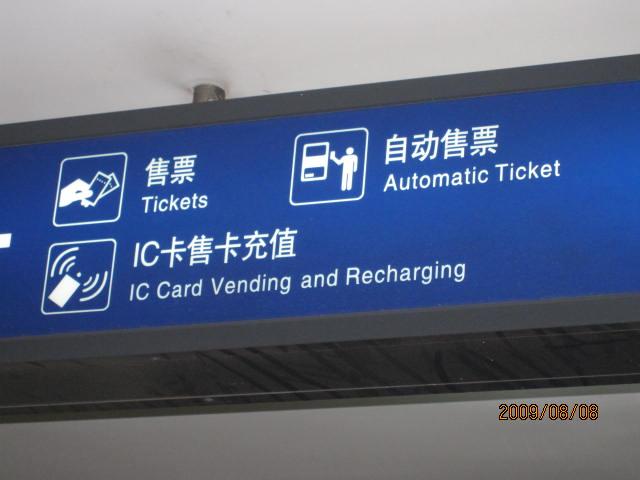 售票
Tickets
自动售票
Automatic Ticket
IC卡售卡充值
IC Card Vending and Recharging
2009/08/08